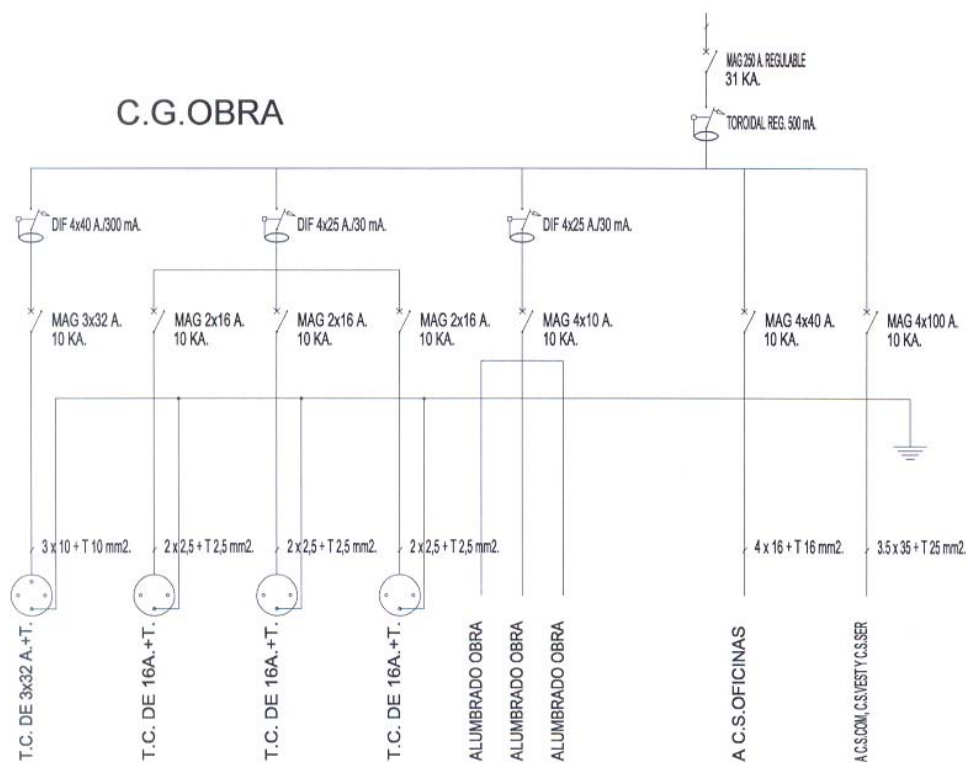 MAG 250 A. REGULABLE
31 KA.
C.G.OBRA
TOROIDAL REG. 500 mA.
DIF 4x40 A./300 mA.
DIF 4x25 A./30 mA.
DIF 4x25 A./30 mA.
MAG 3x32 A.
10 KA.
MAG 2x16 A.
10 KA.
MAG 2x16 A.
10 KA.
MAG 2x16 A.
10 KA.
MAG 4x10 A.
10 KA.
MAG 4x40 A.
10 KA.
MAG 4x100 A.
10 KA.
3 x 10 + T 10 mm2.
2 x 2,5 + T 2,5 mm2.
2 x 2,5 + T 2,5 mm2.
2 x 2,5 + T 2,5 mm2.
4 x 16 + T 16 mm2.
3.5 x 35 + T 25 mm2.
T.C. DE 3x32 A.+T.
T.C. DE 16A.+T.
T.C. DE 16A.+T.
T.C. DE 16A.+T.
ALUMBRADO OBRA
ALUMBRADO OBRA
ALUMBRADO OBRA
A C.S.OFICINAS
A C.S.COM, C.S.VEST Y C.S.SER